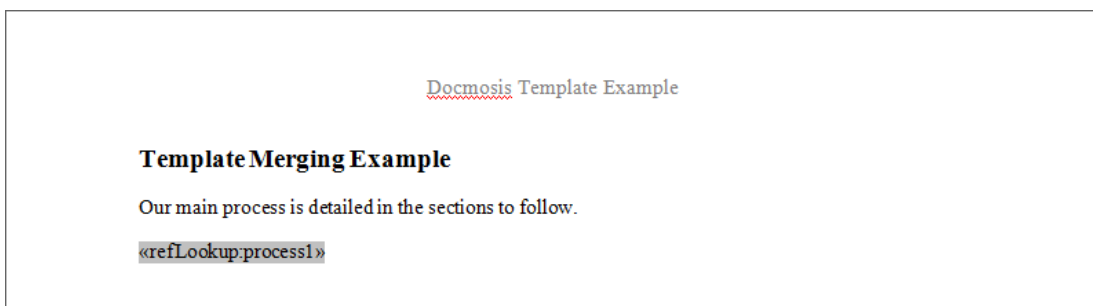 Docmosis Template Example
Template Merging Example
Our main process is detailed in the sections to follow.
«refLookup:process1»